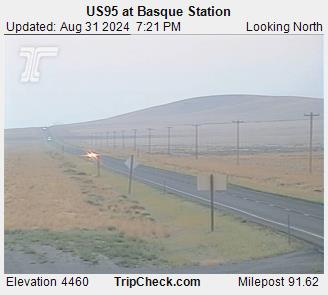 US95 at Basque Station
Updated: Aug 31 2024 7:21 PM Looking North
Elevation 4460 TripCheck.com Milepost 91.62